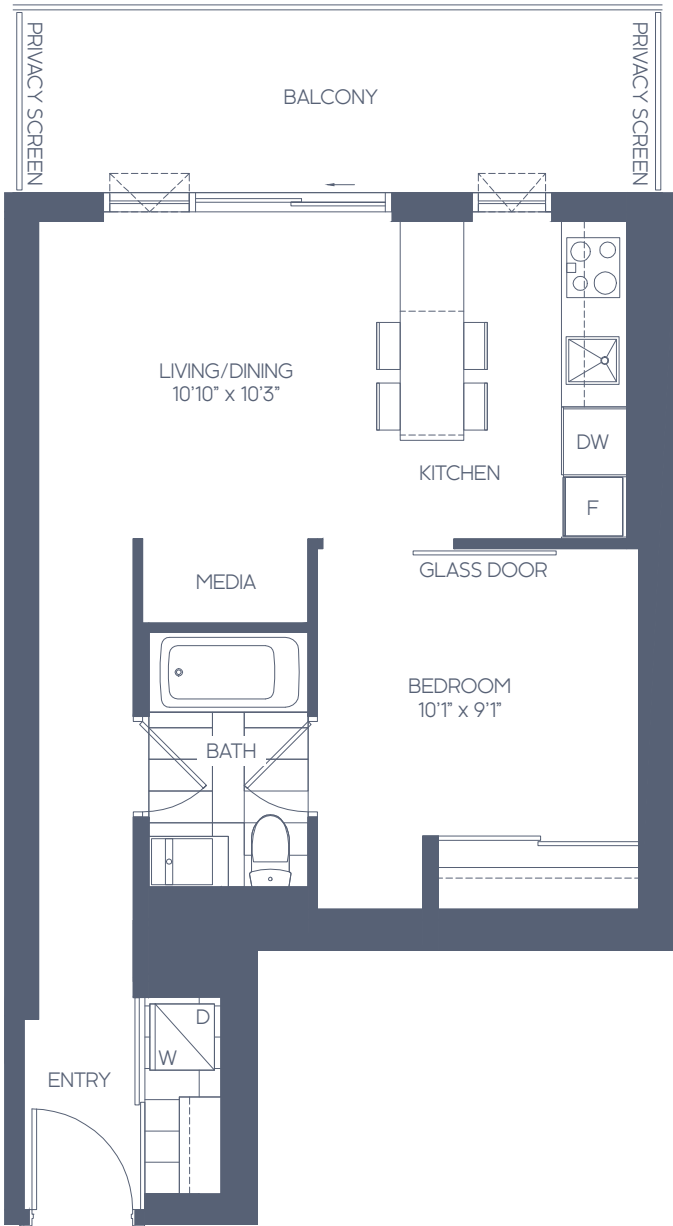 PRIVACY SCREEN
PRIVACY SCREEN
BALCONY
LIVING/DINING
10'10" x 10'3"
DW
KITCHEN
F
GLASS DOOR
MEDIA
BEDROOM
10'1" x 9'1"
BATH
D
W
ENTRY